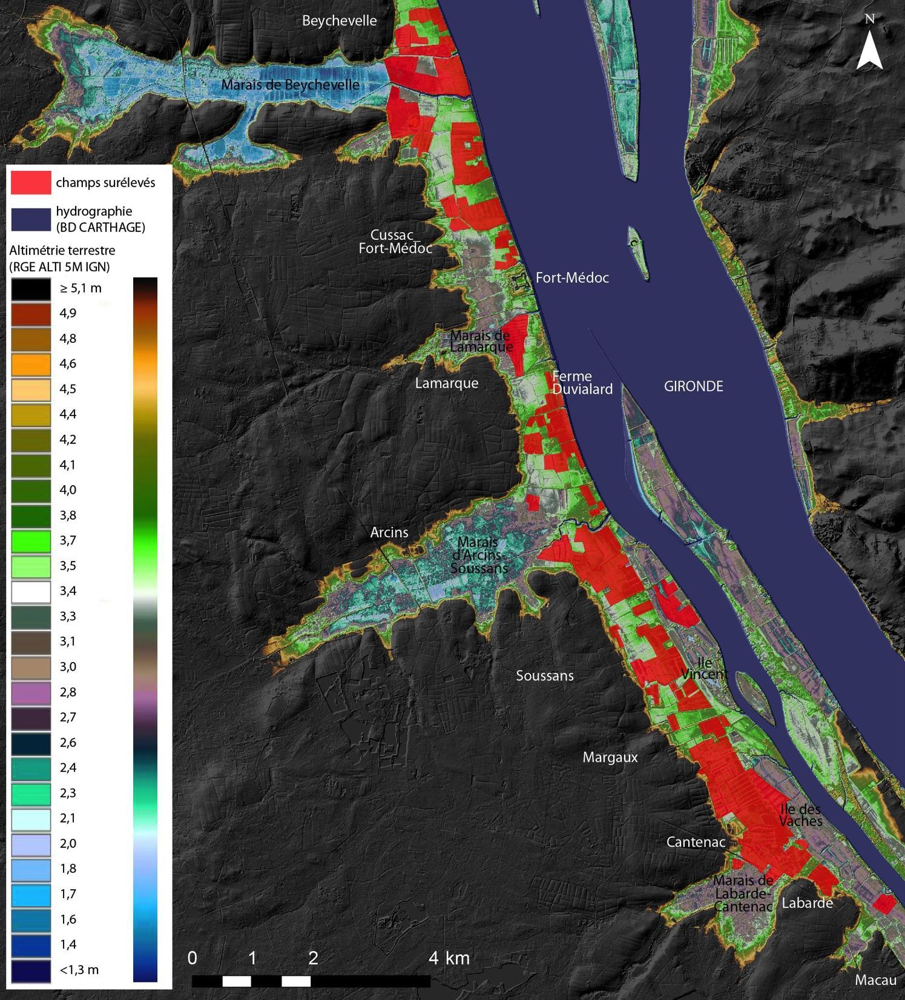 Beychevelle
N
Marais de Beychevelle
champs surélevés
hydrographie
(BD CARTHAGE)
Altimétrie terrestre
(RGE ALTI 5M IGN)
≥ 5,1 m
4,9
4,8
4,6
4,5
4,4
4,2
4,1
4,0
3,8
3,7
3,5
3,4
3,3
3,1
3,0
2,8
2,7
2,6
2,4
2,3
2,1
2,0
1,8
1,7
1,6
1,4
<1,3 m
Cussac_
Fort-Médoc
Fort-Médoc
Marais de
Lamarque
Lamarque
Ferme
Duvialard
GIRONDE
Arcins
Marais
d'Arcins-
Soussans
Soussans
Ile
Vincent
Margaux
Ile des
Vaches
Cantenac
Marais de
Labarde-
Cantenac
Labarde
0 1 2 4 km
Macau